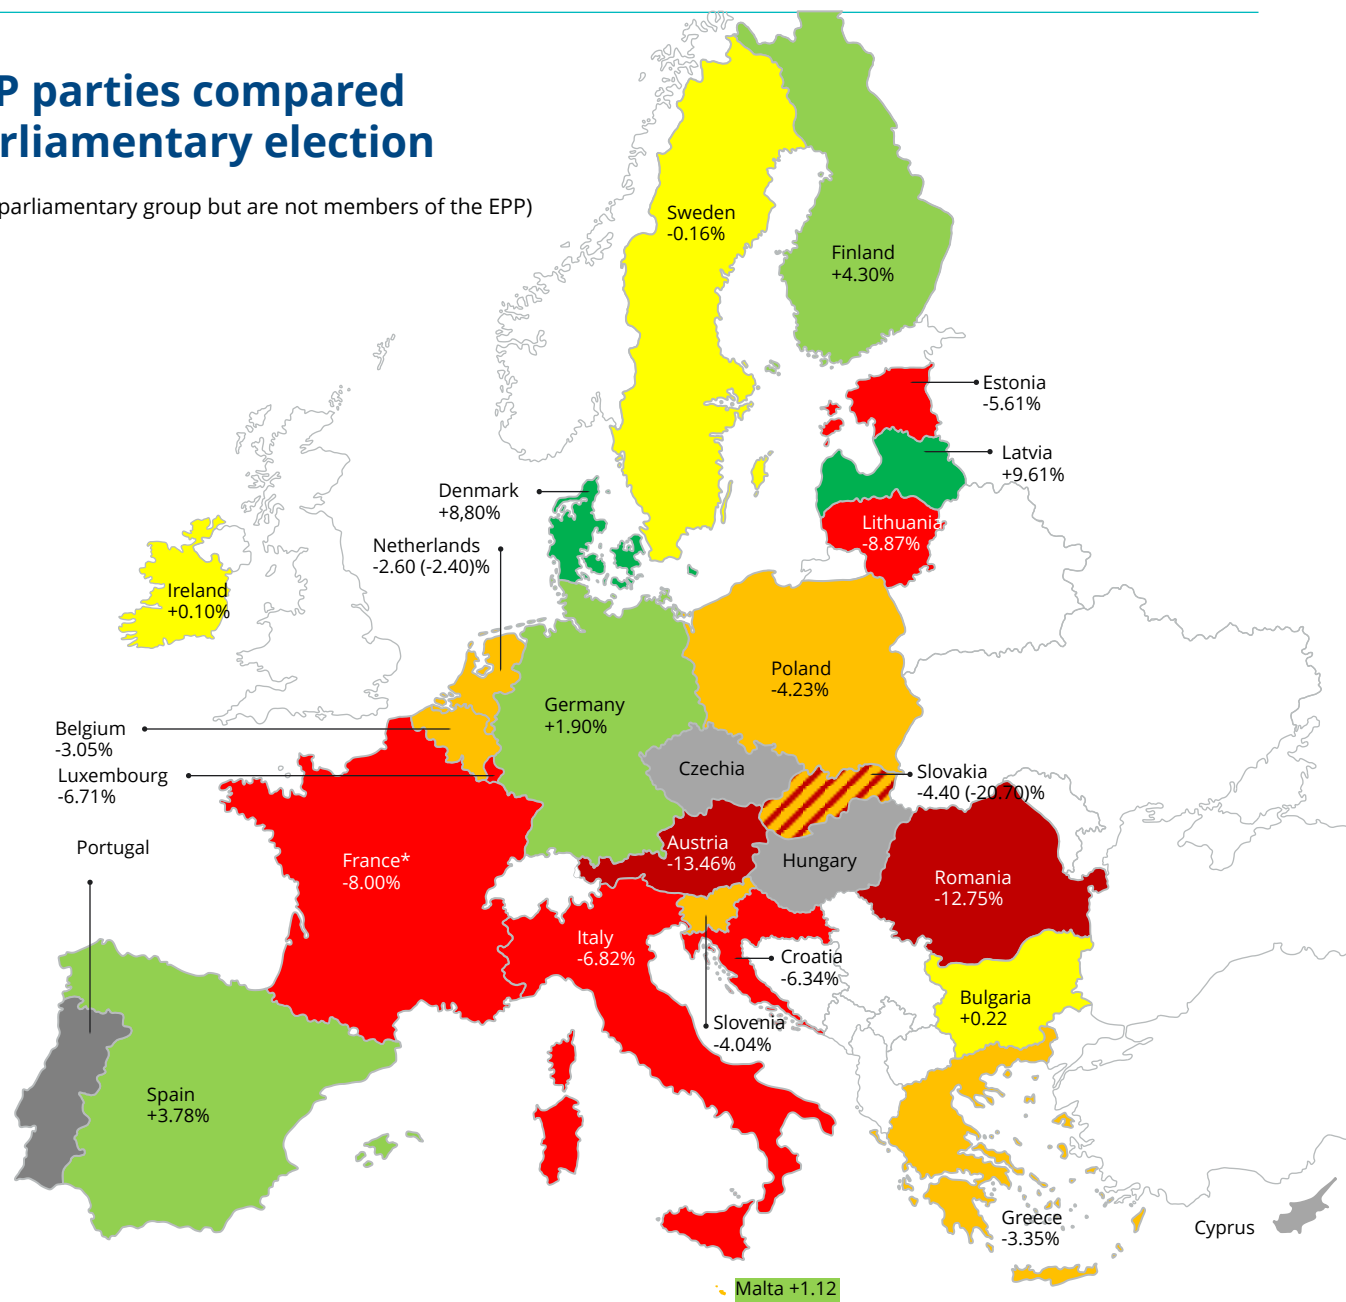 P parties compared
rliamentary election
parliamentary group but are not members of the EPP)
Sweden
-0.16%
Finland
+4.30%
Estonia
-5.61%
Latvia
+9.61%
Denmark
+8,80%
Lithuania
-8.87%
Netherlands
-2.60 (-2.40)%
Ireland
+0.10%
Poland
-4.23%
Germany
+1.90%
Belgium
-3.05%
Luxembourg
-6.71%
Czechia
Slovakia
-4.40 (-20.70)%
Portugal
France*
-8.00%
Austria
-13.46%
Hungary
Romania
-12.75%
Italy
-6.82%
Croatia
-6.34%
Slovenia
-4.04%
Bulgaria
+0.22
Spain
+3.78%
Greece
-3.35%
Cyprus
Malta +1.12